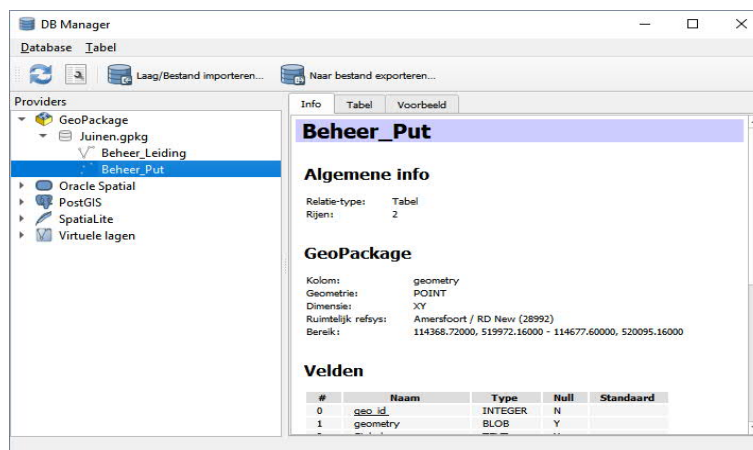 DB Manager
Database Tabel
Laag/Bestand importeren... Naar bestand exporteren...
Providers
GeoPackage
Juinen.gpkg
Beheer_Leiding
Beheer_Put
Oracle Spatial
PostGIS
SpatiaLite
Virtuele lagen
Info Tabel Voorbeeld
Beheer_Put
Algemene info
Relatie-type: Tabel
Rijen: 2
GeoPackage
Kolom: geometry
Geometrie: POINT
Dimensie: XY
Ruimtelijk refsys: Amersfoort / RD New (28992)
Bereik: 114368.72000, 519972.16000 - 114677.60000, 520095.16000
Velden
# Naam Type Null Standaard
0 geo_id INTEGER N
1 geometry BLOB Y